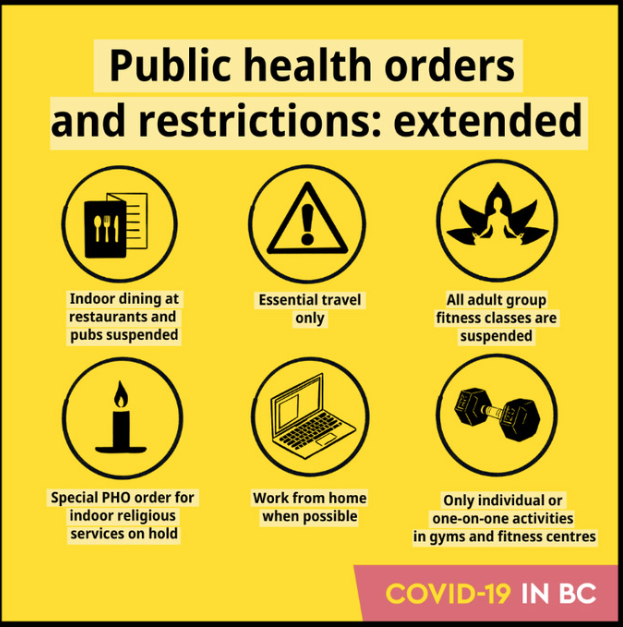 Public health orders
and restrictions: extended
Indoor dining at
restaurants and
pubs suspended
Essential travel
only
All adult group
fitness classes are
suspended
Special PHO order for
indoor religious
services on hold
Work from home
when possible
Only individual or
one-on-one activities
in gyms and fitness centres
COVID-19 IN BC